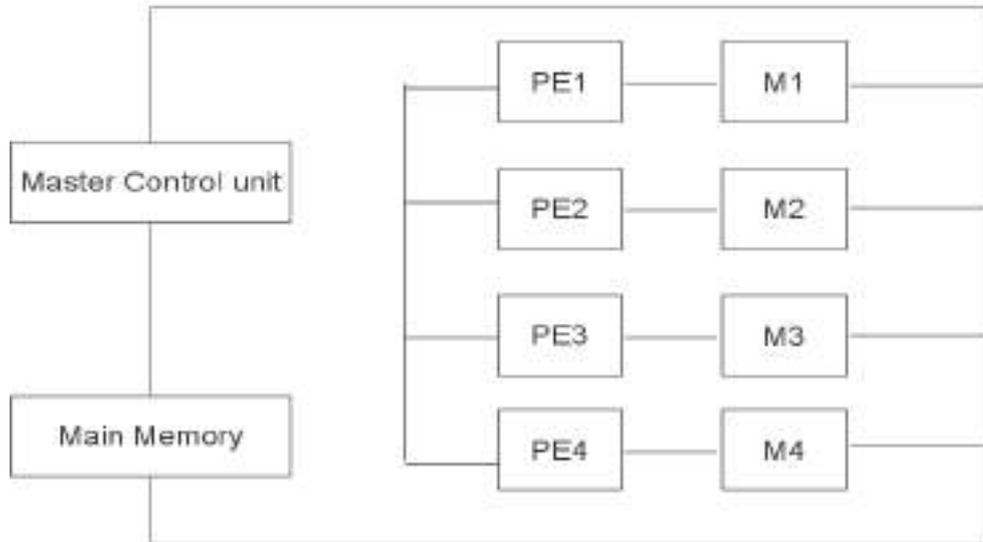 PE1
M1
Master Control unit
PE2
M2
PE3
M3
Main Memory
PE4
M4